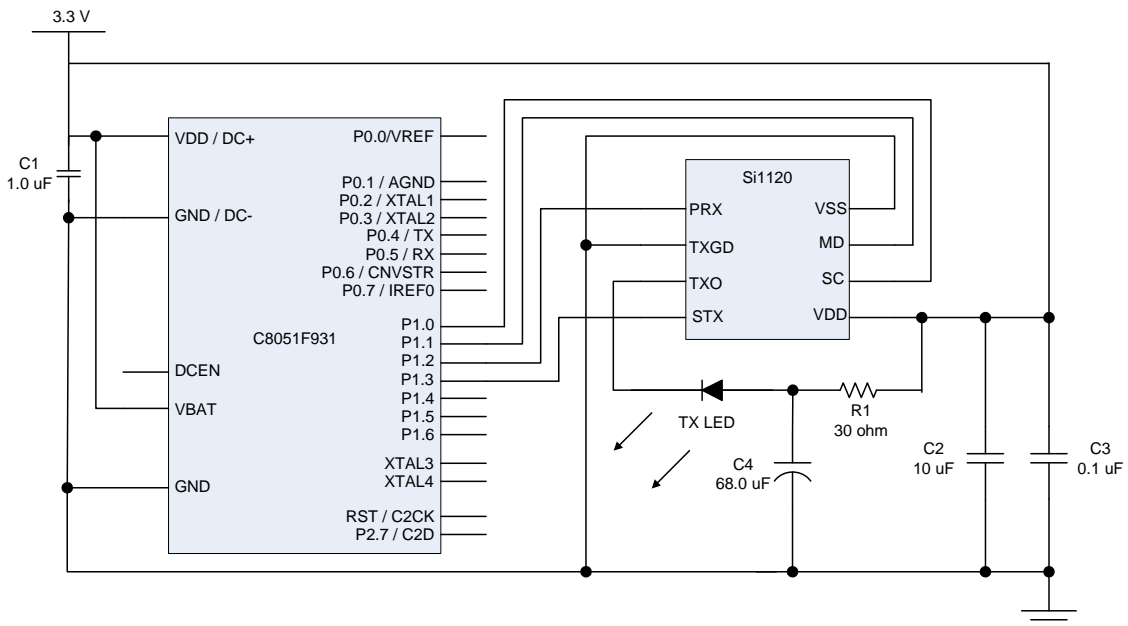 3.3 V
C1
1.0 uF
VDD / DC+
GND / DC-
DCEN
VBAT
GND
C8051F931
P0.0/VREF
P0.1 / AGND
P0.2 / XTAL1
P0.3 / XTAL2
P0.4 / TX
P0.5 / RX
P0.6 / CNVSTR
P0.7 / IREF0
P1.0
P1.1
P1.2
P1.3
P1.4
P1.5
P1.6
XTAL3
XTAL4
RST / C2CK
P2.7 / C2D
Si1120
PRX
TXGD
TXO
STX
VSS
MD
SC
VDD
TX LED
R1
30 ohm
C4
68.0 uF
C2
10 uF
C3
0.1 uF